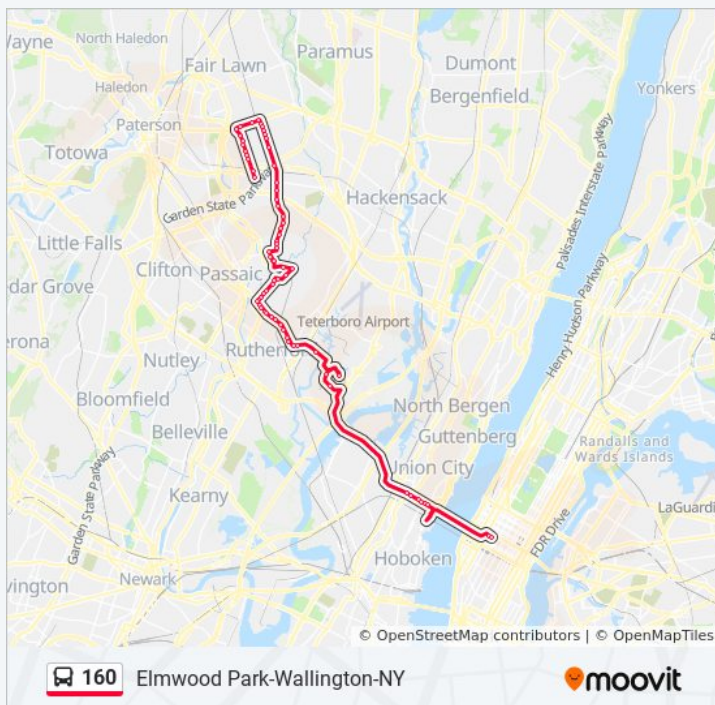 Wayne
North Haledon
Paramus
Dumont
Fair Lawn
Haledon
Bergenfield
Yonkers
Paterson
Totowa
Palisades Interstate Parkway
Hackensack
Garden State Parkway
Little Falls
Clifton
Passaic
Henry Hudson Parkway
dar Grove
Teterboro Airport
erona
Nutley
Rutherfo
Bloomfield
North Bergen
Belleville
Guttenberg
Randalls and
Wards Islands
Union City
Garden State Parkway
Kearny
FDR Drive
LaGuardi
Hoboken
vington
Newark
© OpenStreetMap contributors | © OpenMapTiles
160
Elmwood Park-Wallington-NY
moovit